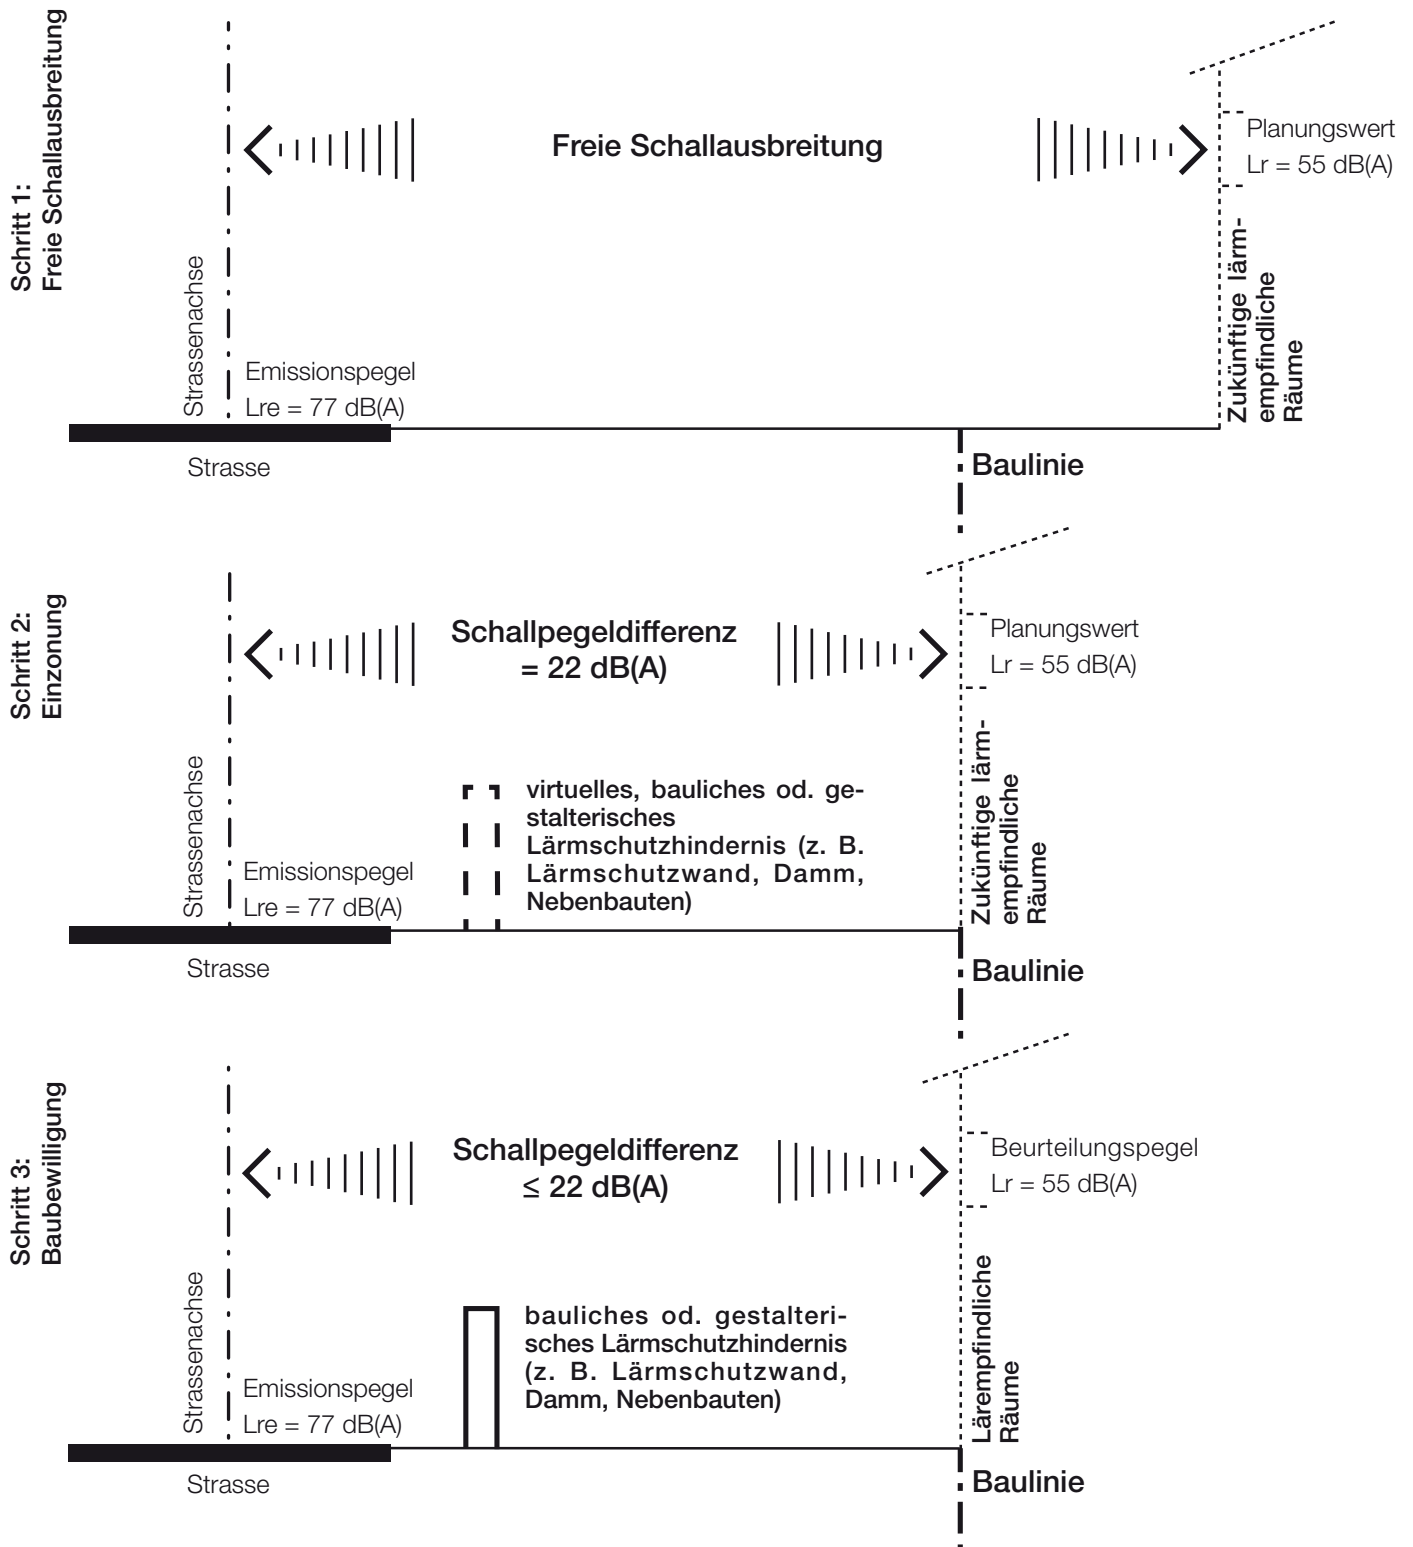 Schritt 1:
Freie Schallausbreitung
Freie Schallausbreitung
Planungswert
Lr = 55 dB(A)
Strassenachse
Emissionspegel
Lre = 77 dB(A)
Zukünftige lärm-
empfindliche
Räume
Strasse
Baulinie
Schritt 2:
Einzonung
Schallpegeldifferenz
= 22 dB(A)
Planungswert
Lr = 55 dB(A)
Strassenachse
Emissionspegel
Lre = 77 dB(A)
virtuelles, bauliches od. ge-
stalterisches
Lärmschutzhindernis (z. B.
Lärmschutzwand, Damm,
Nebenbauten)
Zukünftige lärm-
empfindliche
Räume
Strasse
Baulinie
Schritt 3:
Baubewilligung
Schallpegeldifferenz
≤ 22 dB(A)
Beurteilungspegel
Lr = 55 dB(A)
Strassenachse
Emissionspegel
Lre = 77 dB(A)
bauliches od. gestalteri-
sches Lärmschutzhindernis
(z. B. Lärmschutzwand,
Damm, Nebenbauten)
Lärempfindliche
Räume
Strasse
Baulinie